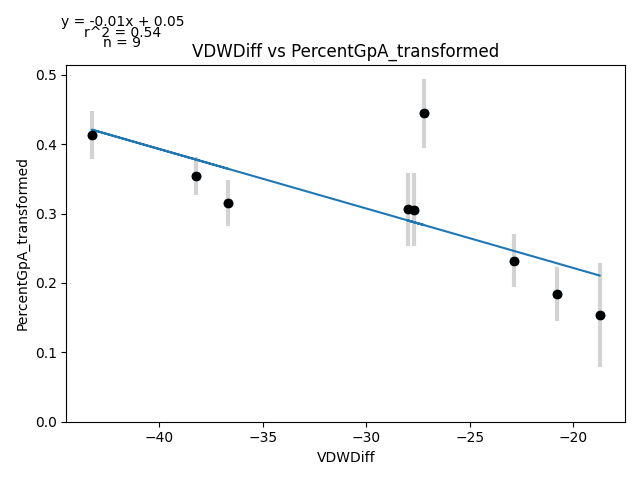 y = -0.01x + 0.05
r^2 = 0.54
n = 9
VDWDiff vs PercentGpA_transformed
PercentGpA_transformed
0.5
0.4
0.3
0.2
0.1
0.0
−40
−35
−30
−25
−20
VDWDiff